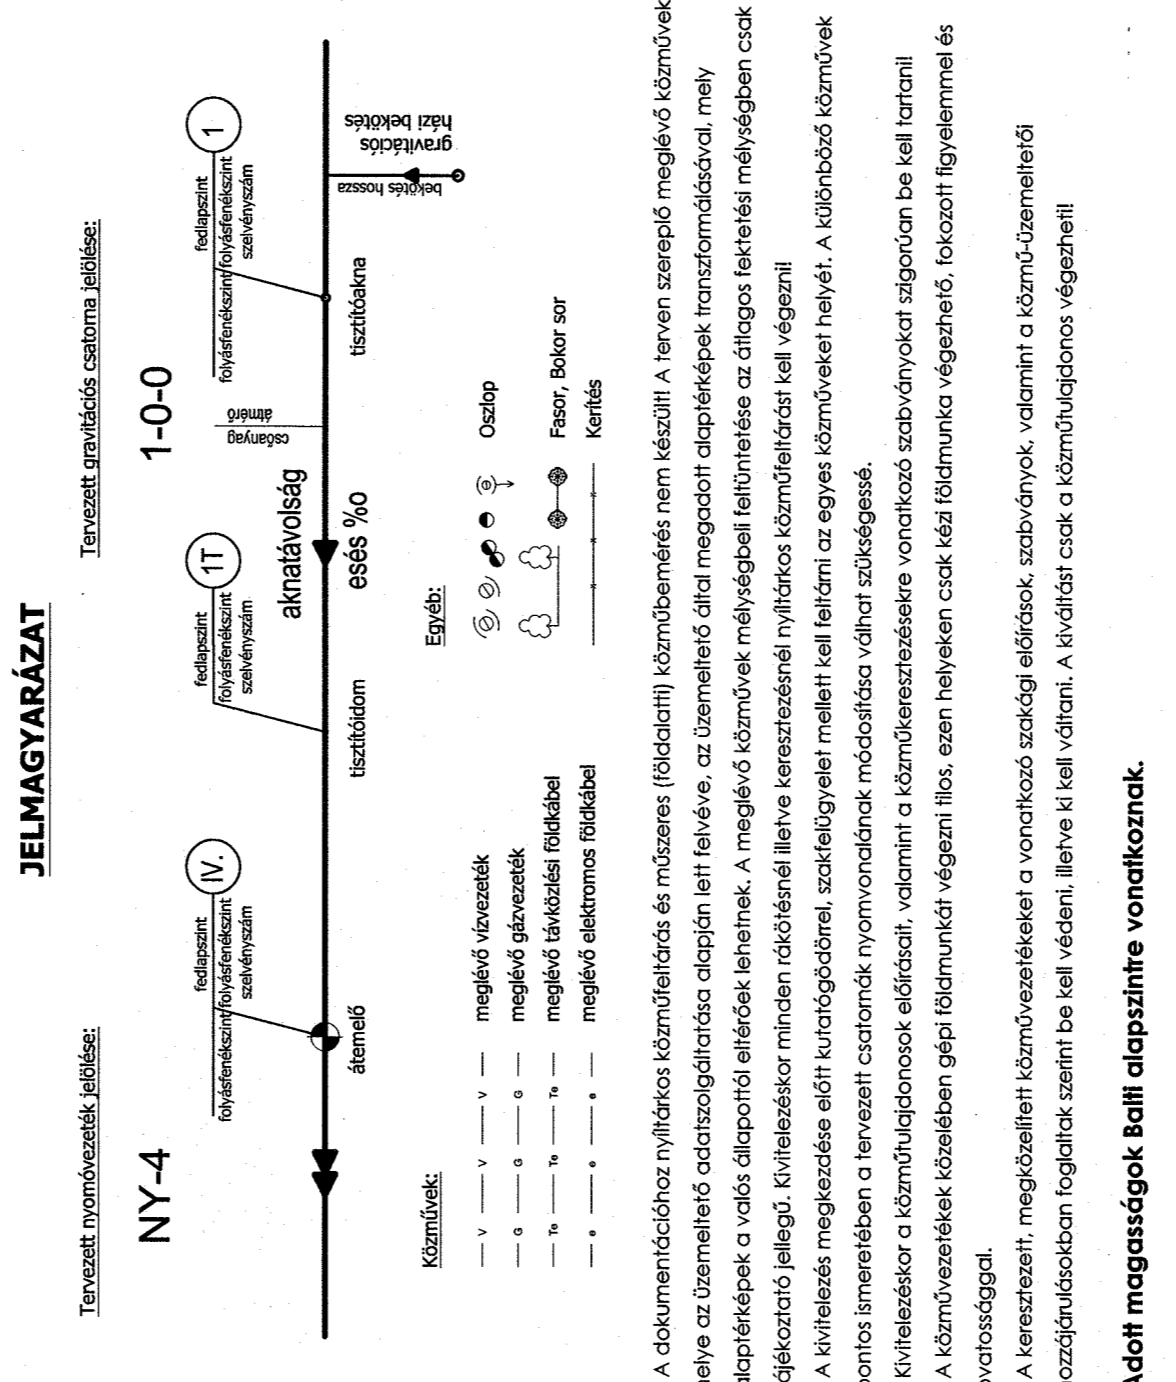 JELMAGYARÁZAT
Tervezett nyomóvezeték jelölése:
Tervezett gravitációs csatorna jelölése:
NY-4
1-0-0
fedlapszint
folyásfenékszint/folyásfenékszint
szelvényszám
IV.
fedlapszint
folyásfenékszint
szelvényszám
1T
fedlapszint
folyásfenékszint/folyásfenékszint
szelvényszám
1
aknatávolság
esés %0
csőanyag
átmérő
átemelő
tisztítóidom
tisztítóakna
bekötés hossza
gravitációs
házi bekötés
Közművek:
V V V meglévő vízvezeték
G G G meglévő gázvezeték
Te Te Te meglévő távközlési földkábel
e e e meglévő elektromos földkábel
Egyéb:
Oszlop
Fasor, Bokor sor
Kerítés
A dokumentációhoz nyíltárkos közműfeltárás és műszeres (földalatti) közműbemérés nem készült! A terven szereplő meglévő közművek
helye az üzemeltető adatszolgáltatása alapján lett felvéve, az üzemeltető által megadott alaptérképek transzformálásával, mely
alaptérképek a valós állapottól eltérőek lehetnek. A meglévő közművek mélységbeli feltüntetése az átlagos fektetési mélységben csak
tájékoztató jellegű. Kivitelezéskor minden rákötésnél illetve keresztezésnél nyíltárkos közműfeltárást kell végezni!
A kivitelezés megkezdése előtt kutatógödörrel, szakfelügyelet mellett kell feltárni az egyes közműveket helyét. A különböző közművek
pontos ismeretében a tervezett csatornák nyomvonalának módosítása válhat szükségessé.
Kivitelezéskor a közműtulajdonosok előírásait, valamint a közműkeresztezésekre vonatkozó szabványokat szigorúan be kell tartani!
A közművezetékek közelében gépi földmunkát végezni tilos, ezen helyeken csak kézi földmunka végezhető, fokozott figyelemmel és
óvatossággal.
A keresztezett, megközelített közművezetékeket a vonatkozó szakági előírások, szabványok, valamint a közmű-üzemeltetői
hozzájárulásokban foglaltak szerint be kell védeni, illetve ki kell váltani. A kiváltást csak a közműtulajdonos végezheti!
Adott magasságok Balti alapszintre vonatkoznak.